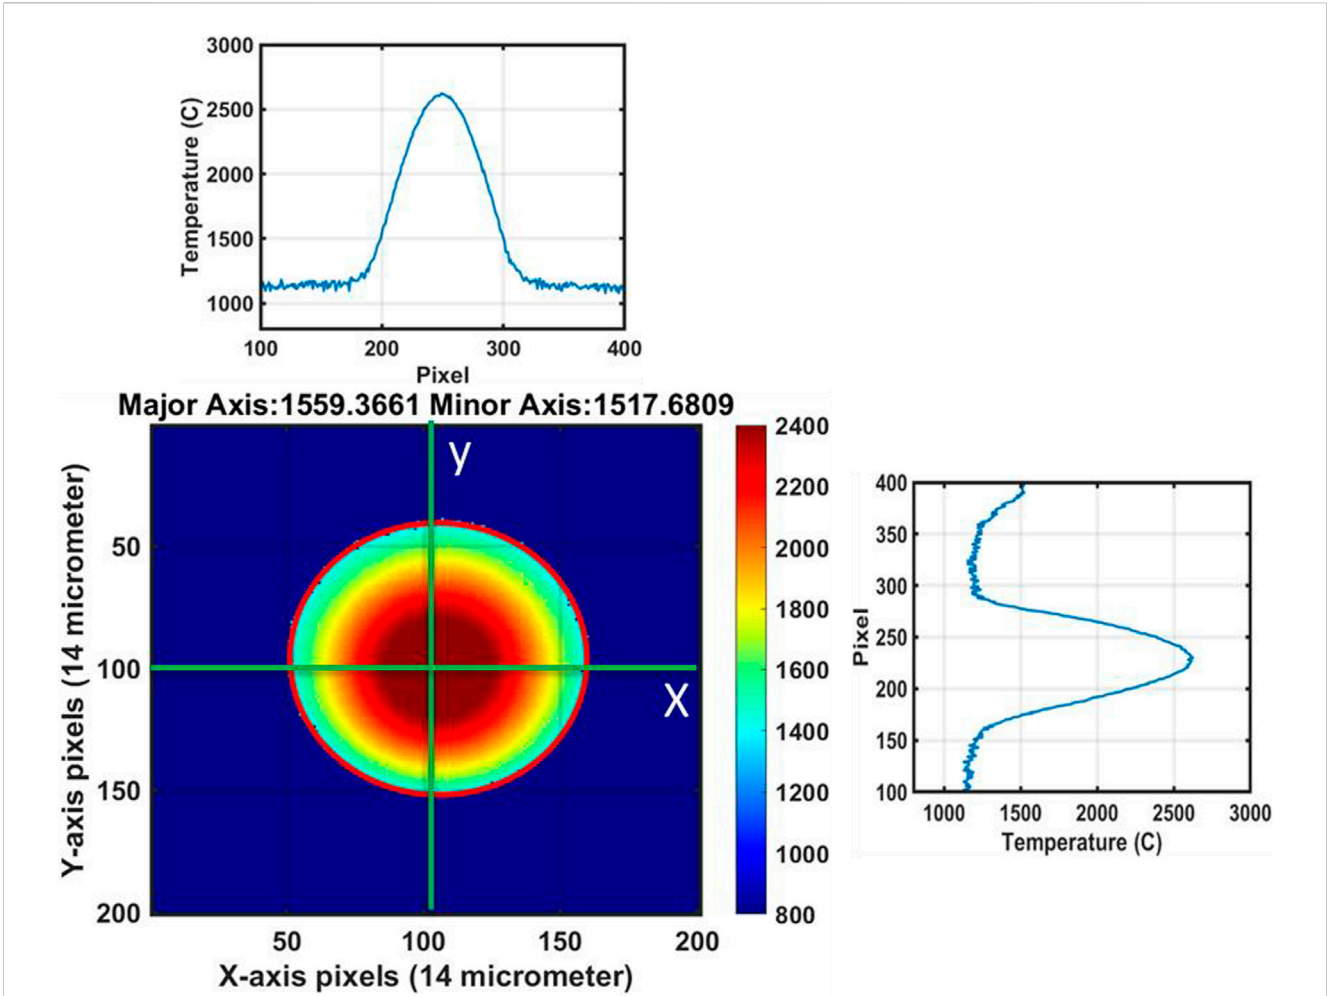 3000
2500
2000
1500
1000
Temperature (C)
100 200 300 400
Pixel
Major Axis:1559.3661 Minor Axis:1517.6809
y
X
50
100
150
200
Y-axis pixels (14 micrometer)
50 100 150 200
X-axis pixels (14 micrometer)
2400
2200
2000
1800
1600
1400
1200
1000
800
400
350
300
250
200
150
100
Pixel
1000 1500 2000 2500 3000
Temperature (C)